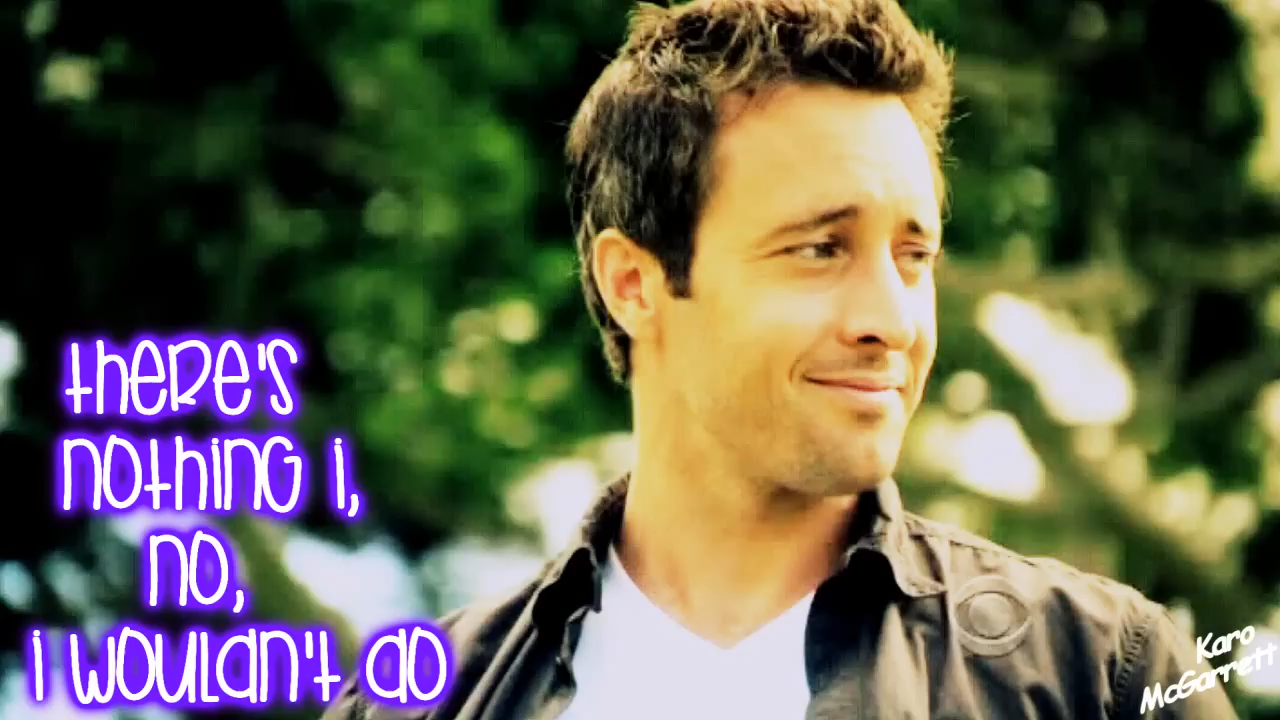 there's
nothing i,
no,
i wouldn't do
Karo
McGarrett